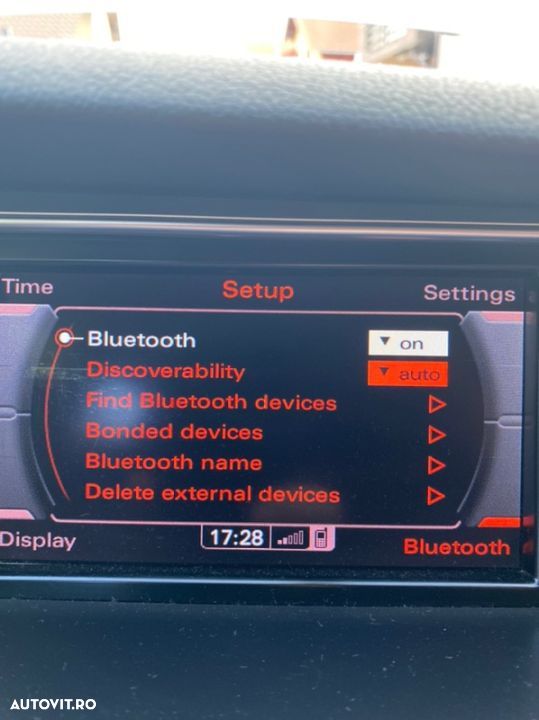 Time Setup Settings
Bluetooth on
Discoverability auto
Find Bluetooth devices
Bonded devices
Bluetooth name
Delete external devices
Display 17:28 Bluetooth
AUTOVIT.RO